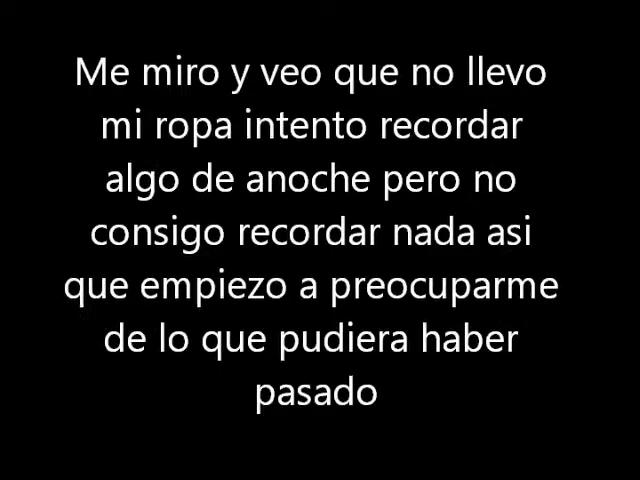 Me miro y veo que no llevo
mi ropa intento recordar
algo de anoche pero no
consigo recordar nada asi
que empiezo a preocuparme
de lo que pudiera haber
pasado